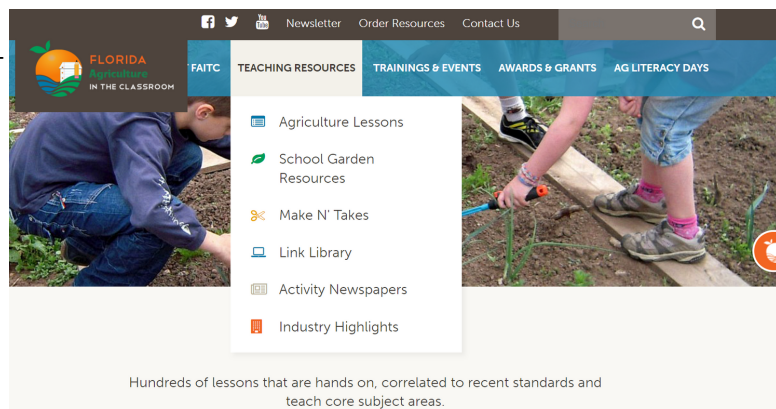 You Tube Newsletter Order Resources Contact Us
FLORIDA
Agriculture
IN THE CLASSROOM
FAITC TEACHING RESOURCES TRAININGS & EVENTS AWARDS & GRANTS AG LITERACY DAYS
Agriculture Lessons
School Garden
Resources
Make N' Takes
Link Library
Activity Newspapers
Industry Highlights
Hundreds of lessons that are hands on, correlated to recent standards and
teach core subject areas.